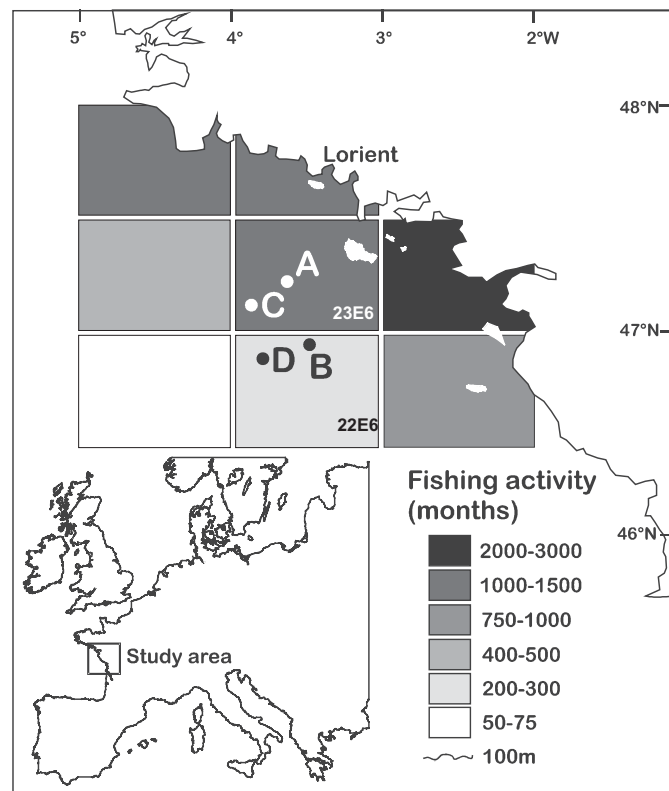 5°
4°
3°
2°W
48°N
Lorient
A
C
23E6
47°N
D
B
22E6
Fishing activity
(months)
46°N
2000-3000
1000-1500
750-1000
400-500
200-300
50-75
100m
Study area